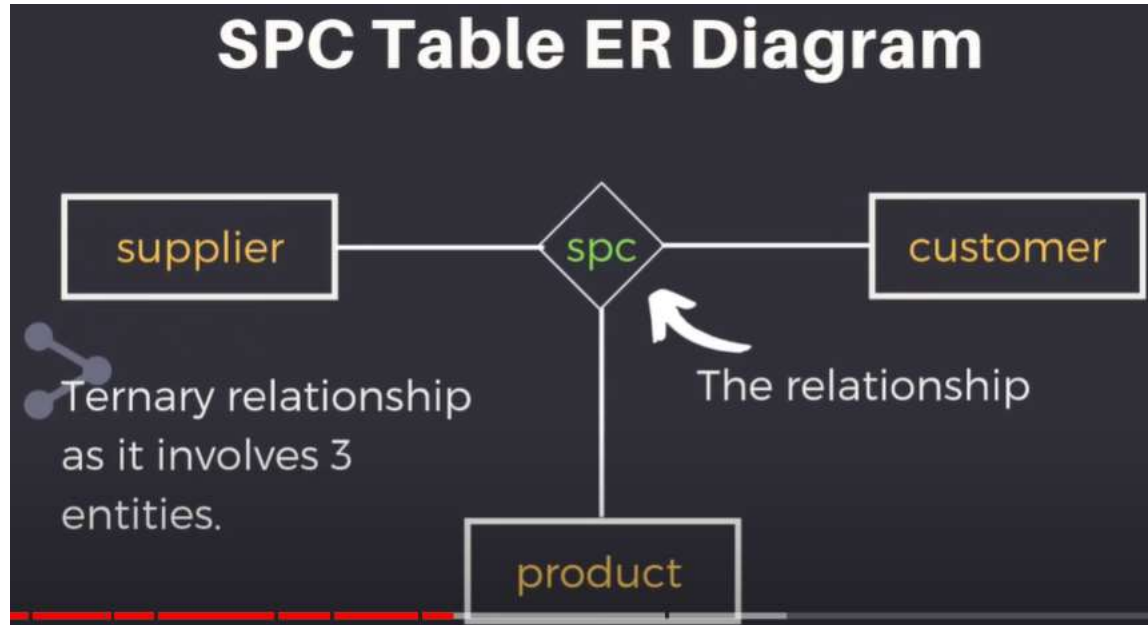 SPC Table ER Diagram
supplier
spc
customer
Ternary relationship
as it involves 3
entities.
The relationship
product